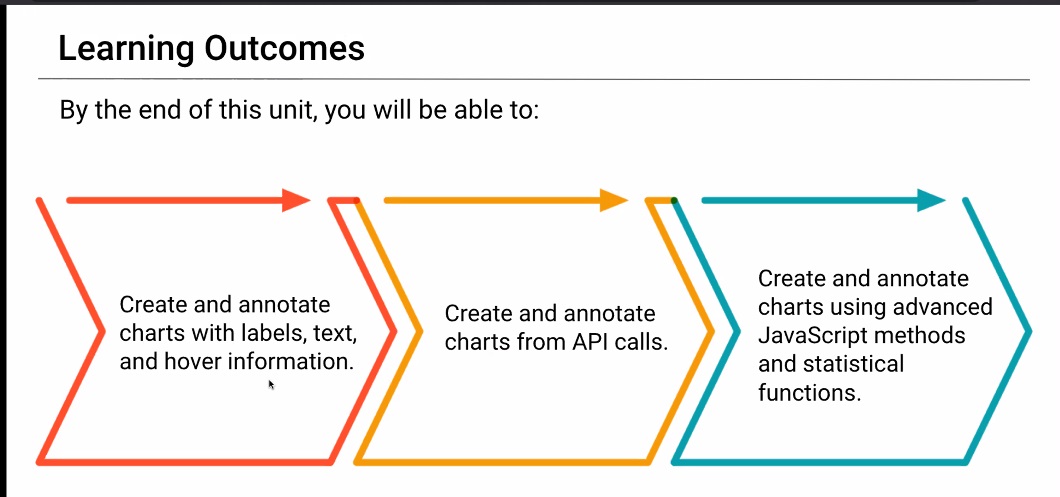 Learning Outcomes
By the end of this unit, you will be able to:
Create and annotate
charts with labels, text,
and hover information.
Create and annotate
charts from API calls.
Create and annotate
charts using advanced
JavaScript methods
and statistical
functions.